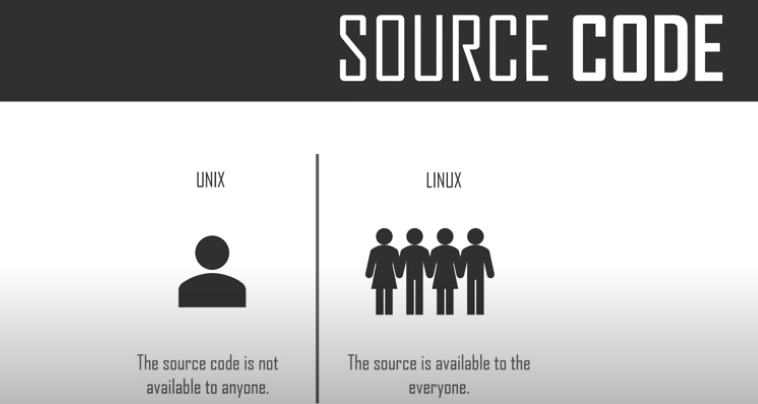 SOURCE CODE
UNIX
The source code is not
available to anyone.
LINUX
The source is available to the
everyone.